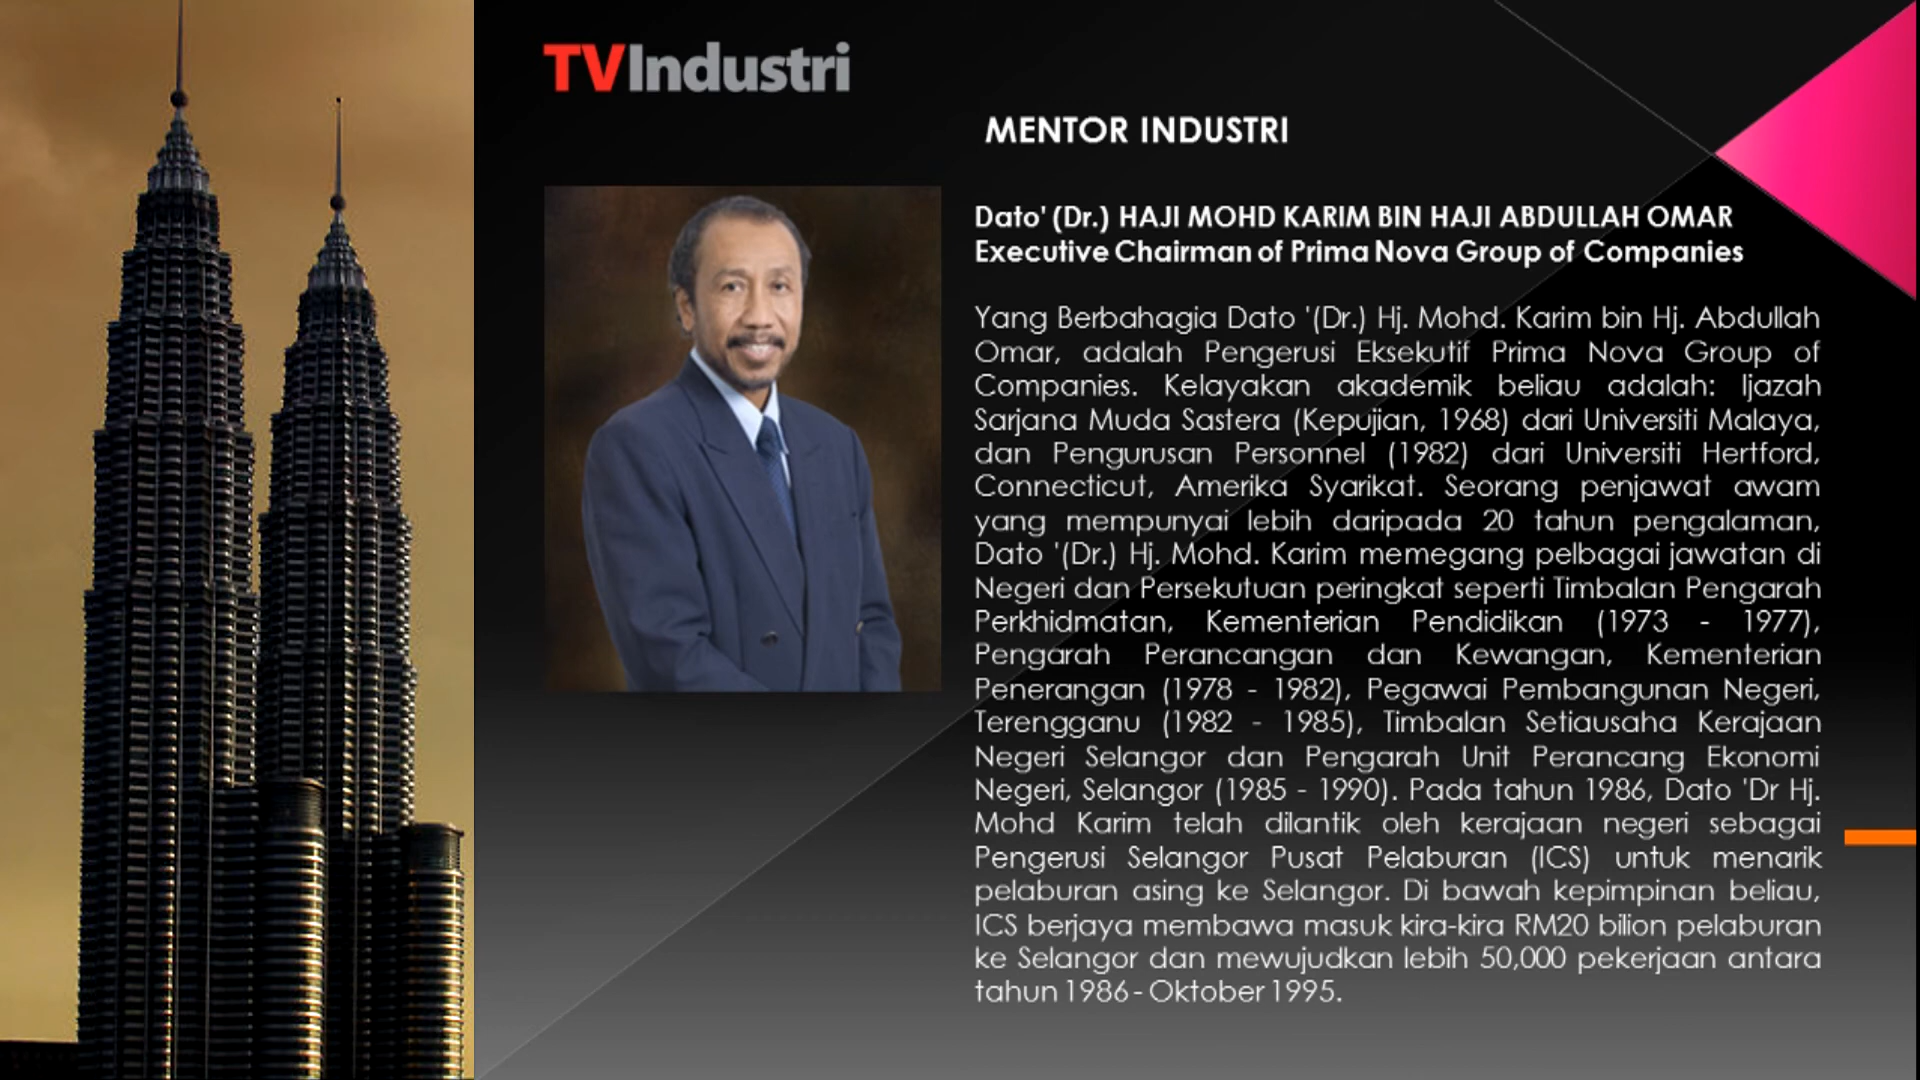 TVIndustri
MENTOR INDUSTRI
Dato' (Dr.) HAJI MOHD KARIM BIN HAJI ABDULLAH OMAR
Executive Chairman of Prima Nova Group of Companies
Yang Berbahagia Dato '(Dr.) Hj. Mohd. Karim bin Hj. Abdullah
Omar, adalah Pengerusi Eksekutif Prima Nova Group of
Companies. Kelayakan akademik beliau adalah: Ijazah
Sarjana Muda Sastera (Kepujian, 1968) dari Universiti Malaya,
dan Pengurusan Personnel (1982) dari Universiti Hertford,
Connecticut, Amerika Syarikat. Seorang penjawat awam
yang mempunyai lebih daripada 20 tahun pengalaman,
Dato '(Dr.) Hj. Mohd. Karim memegang pelbagai jawatan di
Negeri dan Persekutuan peringkat seperti Timbalan Pengarah
Perkhidmatan, Kementerian Pendidikan (1973 - 1977),
Pengarah Perancangan dan Kewangan, Kementerian
Penerangan (1978 - 1982), Pegawai Pembangunan Negeri,
Terengganu (1982 - 1985), Timbalan Setiausaha Kerajaan
Negeri Selangor dan Pengarah Unit Perancang Ekonomi
Negeri, Selangor (1985 - 1990). Pada tahun 1986, Dato 'Dr Hj.
Mohd Karim telah dilantik oleh kerajaan negeri sebagai
Pengerusi Selangor Pusat Pelaburan (ICS) untuk menarik
pelaburan asing ke Selangor. Di bawah kepimpinan beliau,
ICS berjaya membawa masuk kira-kira RM20 bilion pelaburan
ke Selangor dan mewujudkan lebih 50,000 pekerjaan antara
tahun 1986 - Oktober 1995.